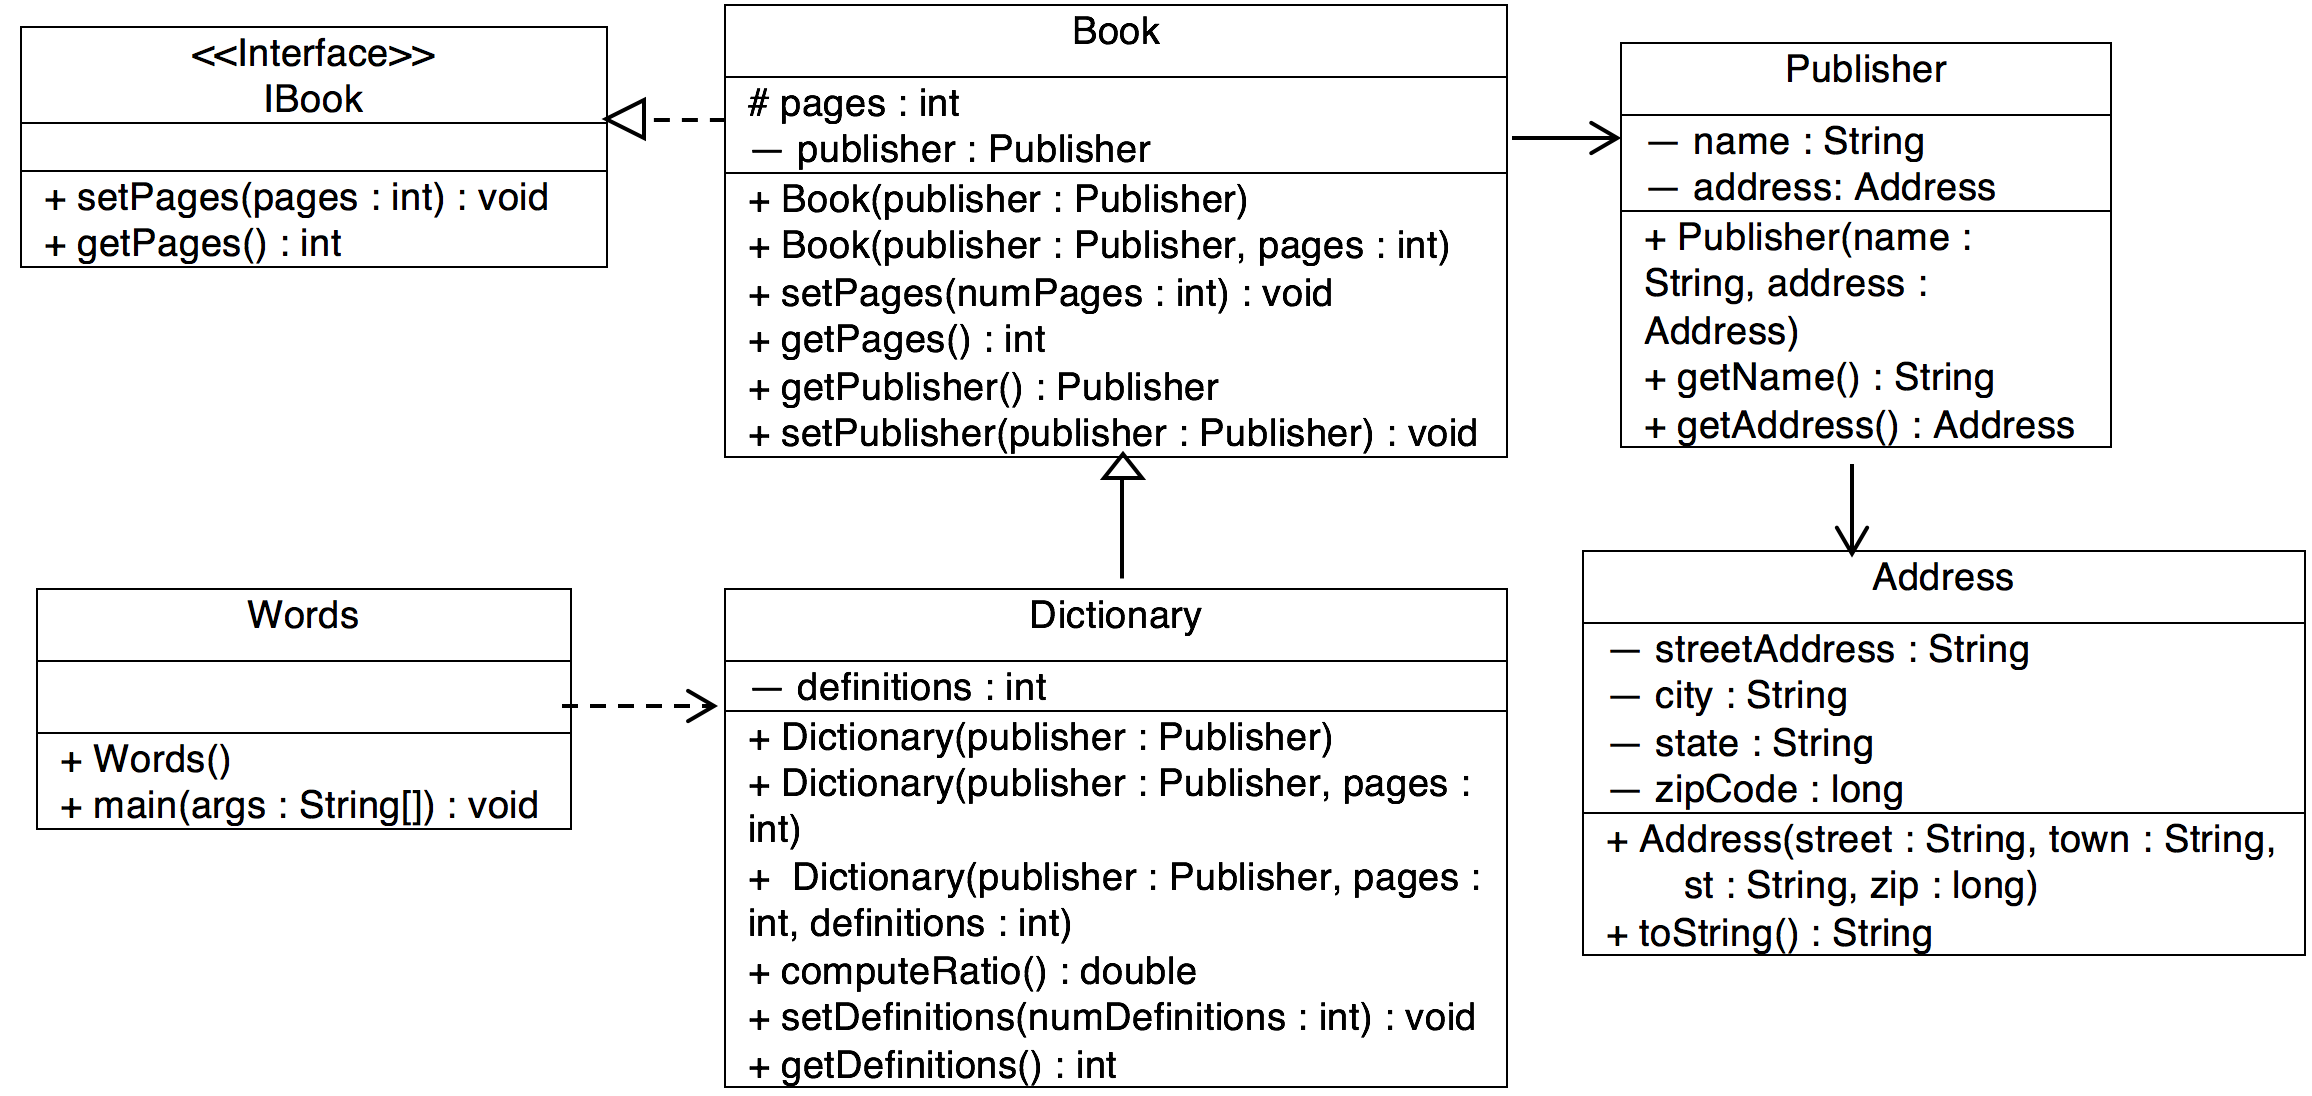 <<Interface>>
IBook
+ setPages(pages : int) : void
+ getPages() : int
Book
# pages : int
— publisher : Publisher
+ Book(publisher : Publisher)
+ Book(publisher : Publisher, pages : int)
+ setPages(numPages : int) : void
+ getPages() : int
+ getPublisher() : Publisher
+ setPublisher(publisher : Publisher) : void
Publisher
— name : String
— address: Address
+ Publisher(name :
String, address :
Address)
+ getName() : String
+ getAddress() : Address
Words
+ Words()
+ main(args : String[]) : void
Dictionary
— definitions : int
+ Dictionary(publisher : Publisher)
+ Dictionary(publisher : Publisher, pages :
int)
+ Dictionary(publisher : Publisher, pages :
int, definitions : int)
+ computeRatio() : double
+ setDefinitions(numDefinitions : int) : void
+ getDefinitions() : int
Address
— streetAddress : String
— city : String
— state : String
— zipCode : long
+ Address(street : String, town : String,
st : String, zip : long)
+ toString() : String